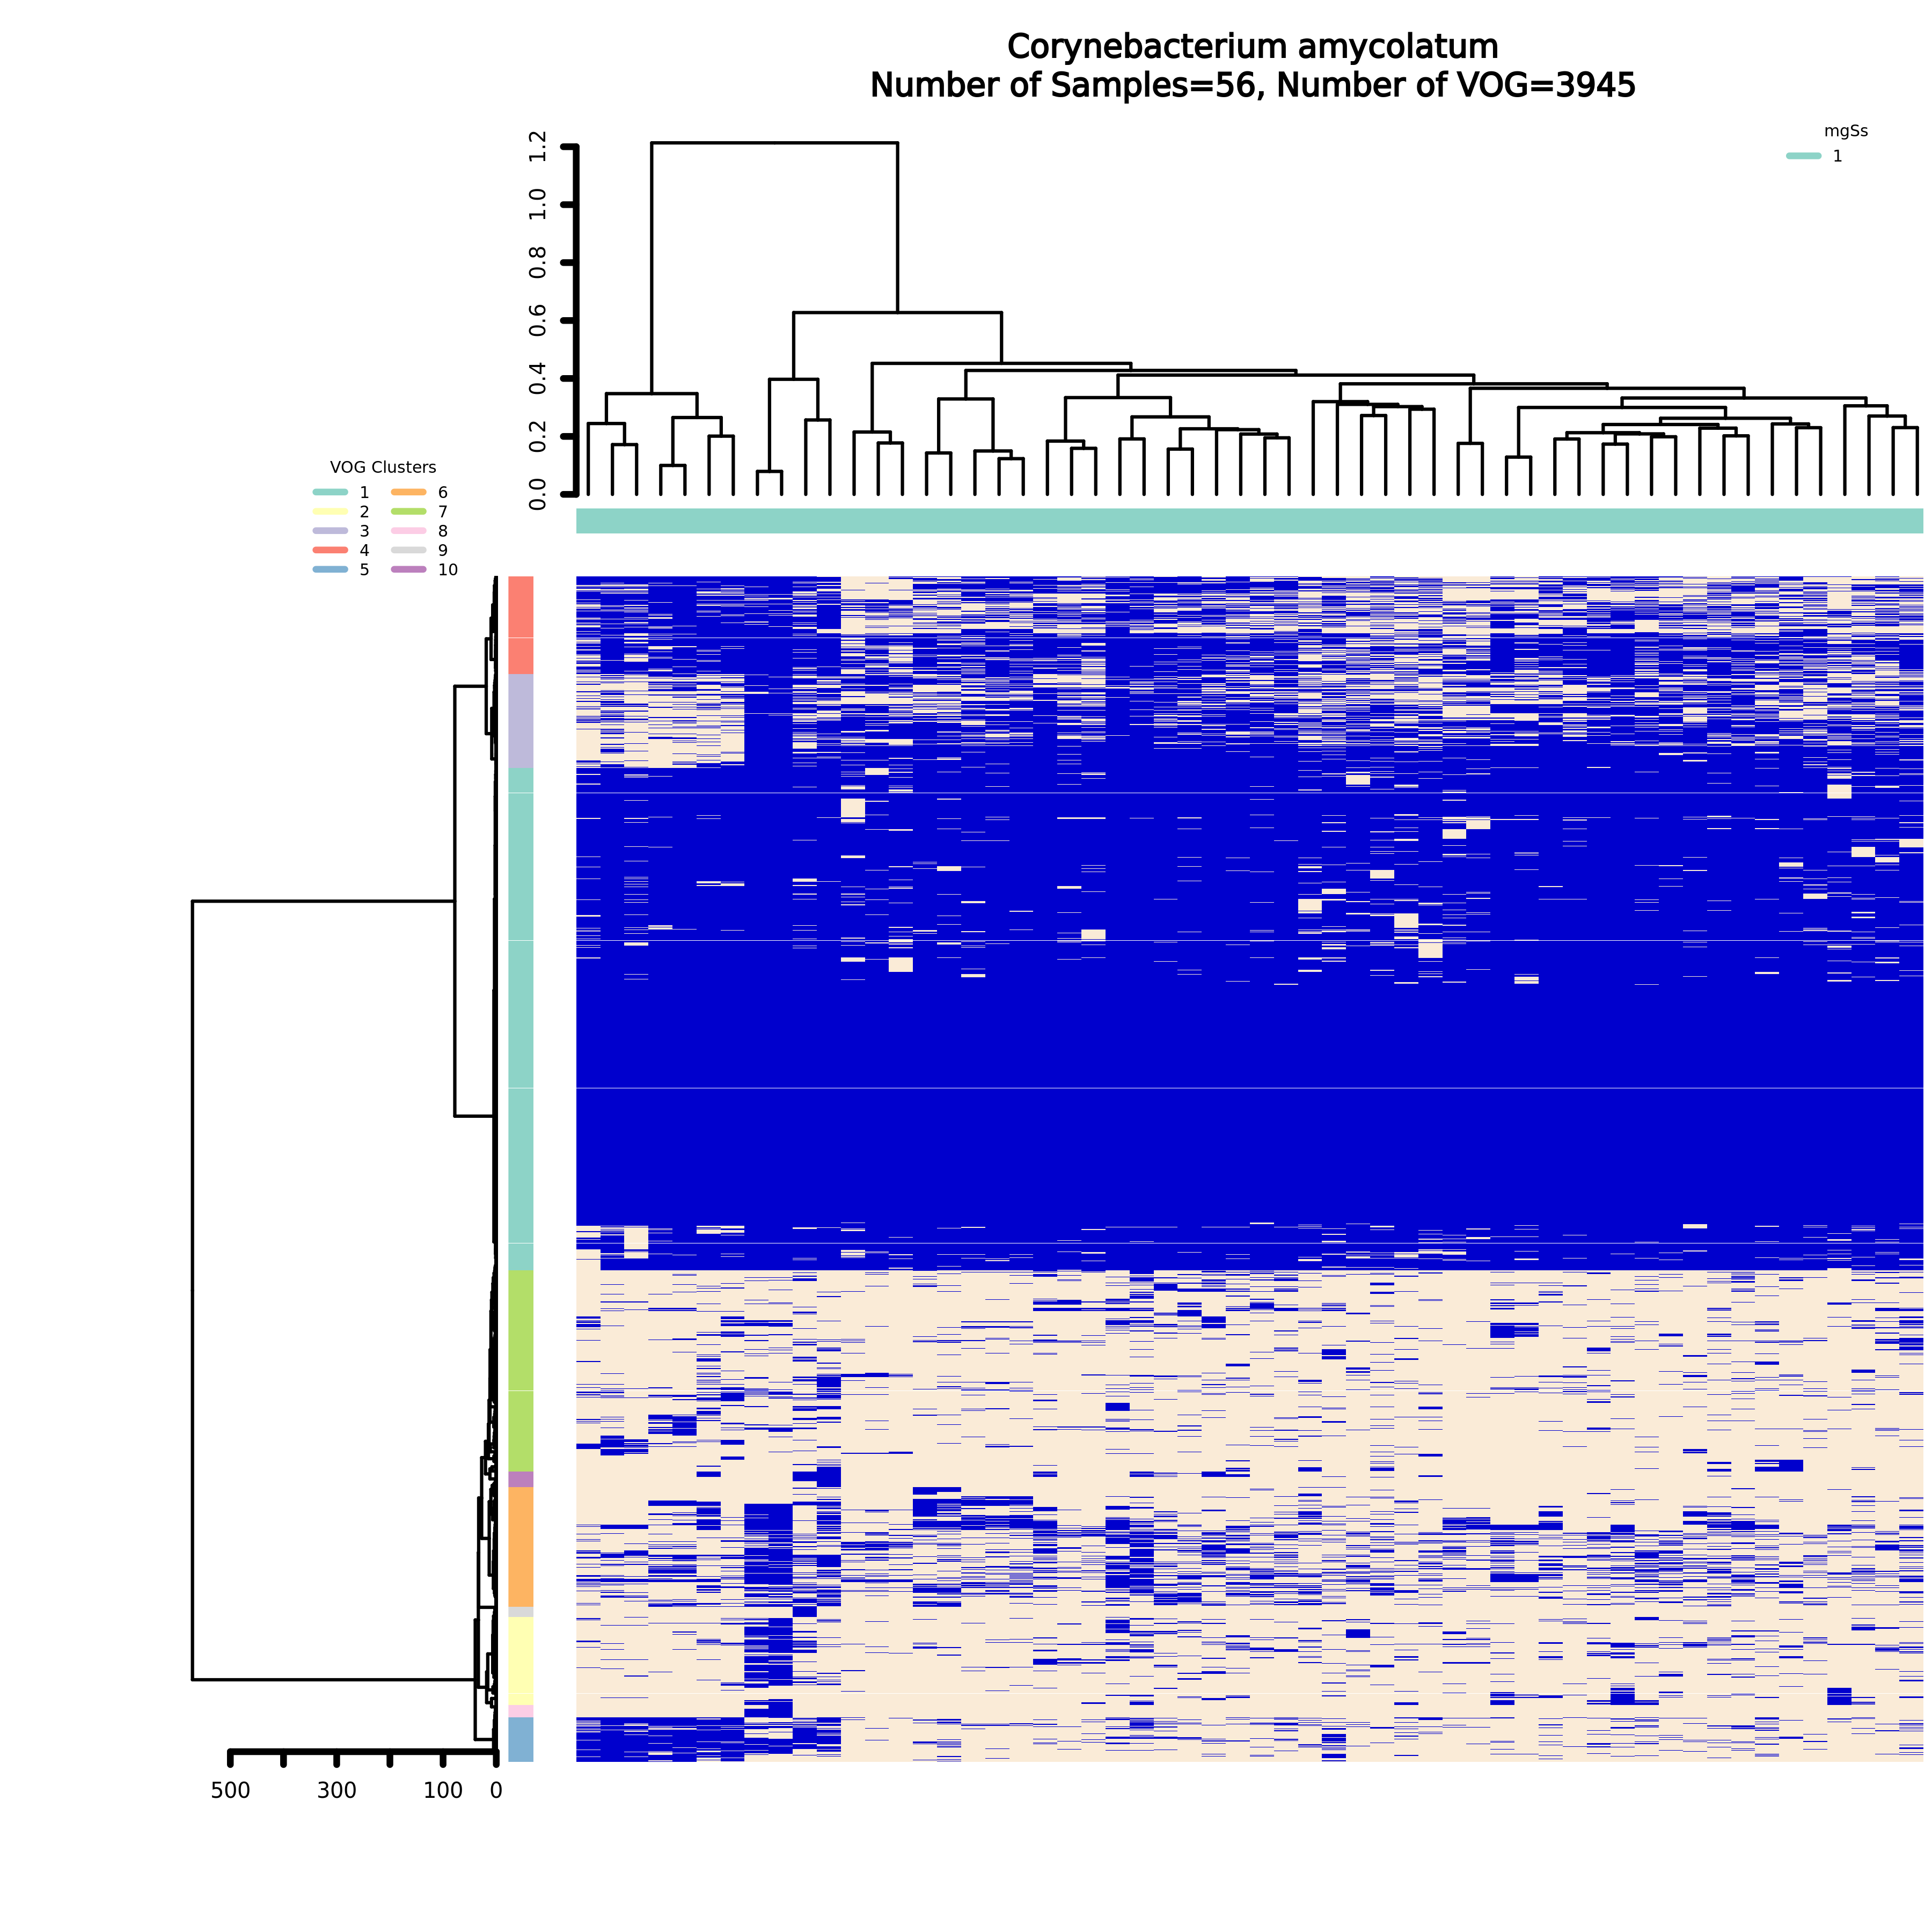 Corynebacterium amycolatum
Number of Samples=56, Number of VOG=3945
mgSs
1
1.2
1.0
0.8
0.6
0.4
0.2
0.0
VOG Clusters
1 6
2 7
3 8
4 9
5 10
500 300 100 0